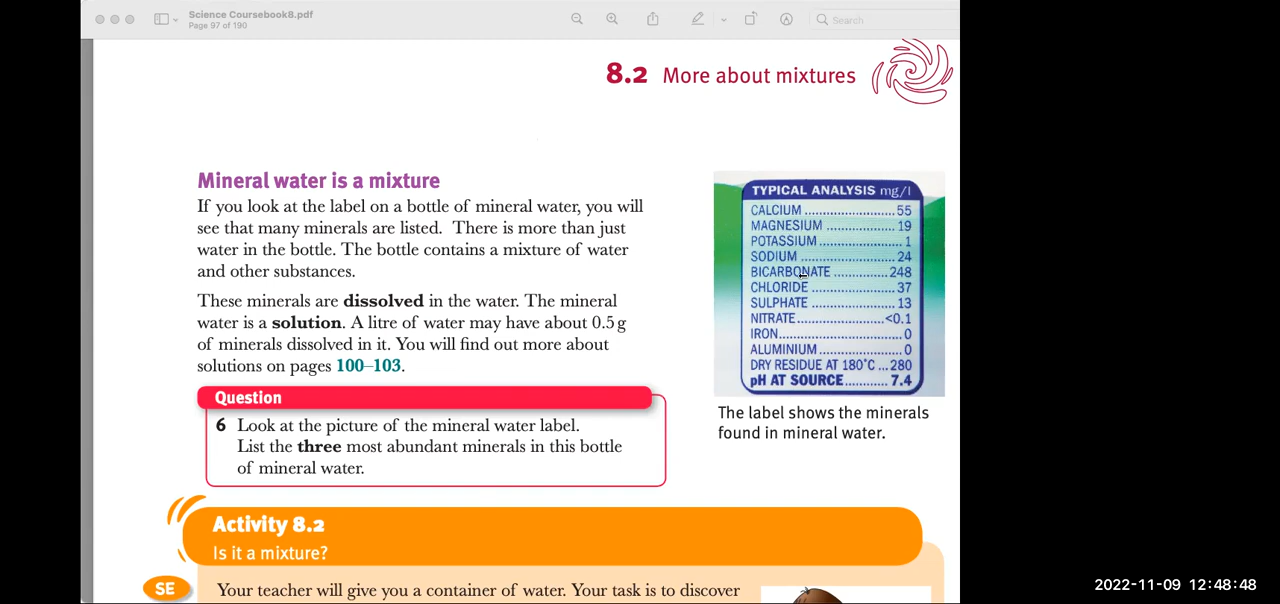 Science Coursebook8.pdf
Page 97 of 190
Search
8.2 More about mixtures
Mineral water is a mixture
If you look at the label on a bottle of mineral water, you will
see that many minerals are listed. There is more than just
water in the bottle. The bottle contains a mixture of water
and other substances.
These minerals are dissolved in the water. The mineral
water is a solution. A litre of water may have about 0.5 g
of minerals dissolved in it. You will find out more about
solutions on pages 100–103.
Question
6 Look at the picture of the mineral water label.
List the three most abundant minerals in this bottle
of mineral water.
TYPICAL ANALYSIS mg/l
CALCIUM ........................ 55
MAGNESIUM .................. 19
POTASSIUM ..................... 1
SODIUM ......................... 24
BICARBONATE .............. 248
CHLORIDE ..................... 37
SULPHATE ..................... 13
NITRATE ...................... <0.1
IRON ................................. 0
ALUMINIUM ..................... 0
DRY RESIDUE AT 180°C ... 280
pH AT SOURCE ............ 7.4
The label shows the minerals
found in mineral water.
Activity 8.2
Is it a mixture?
SE
Your teacher will give you a container of water. Your task is to discover
2022-11-09 12:48:48